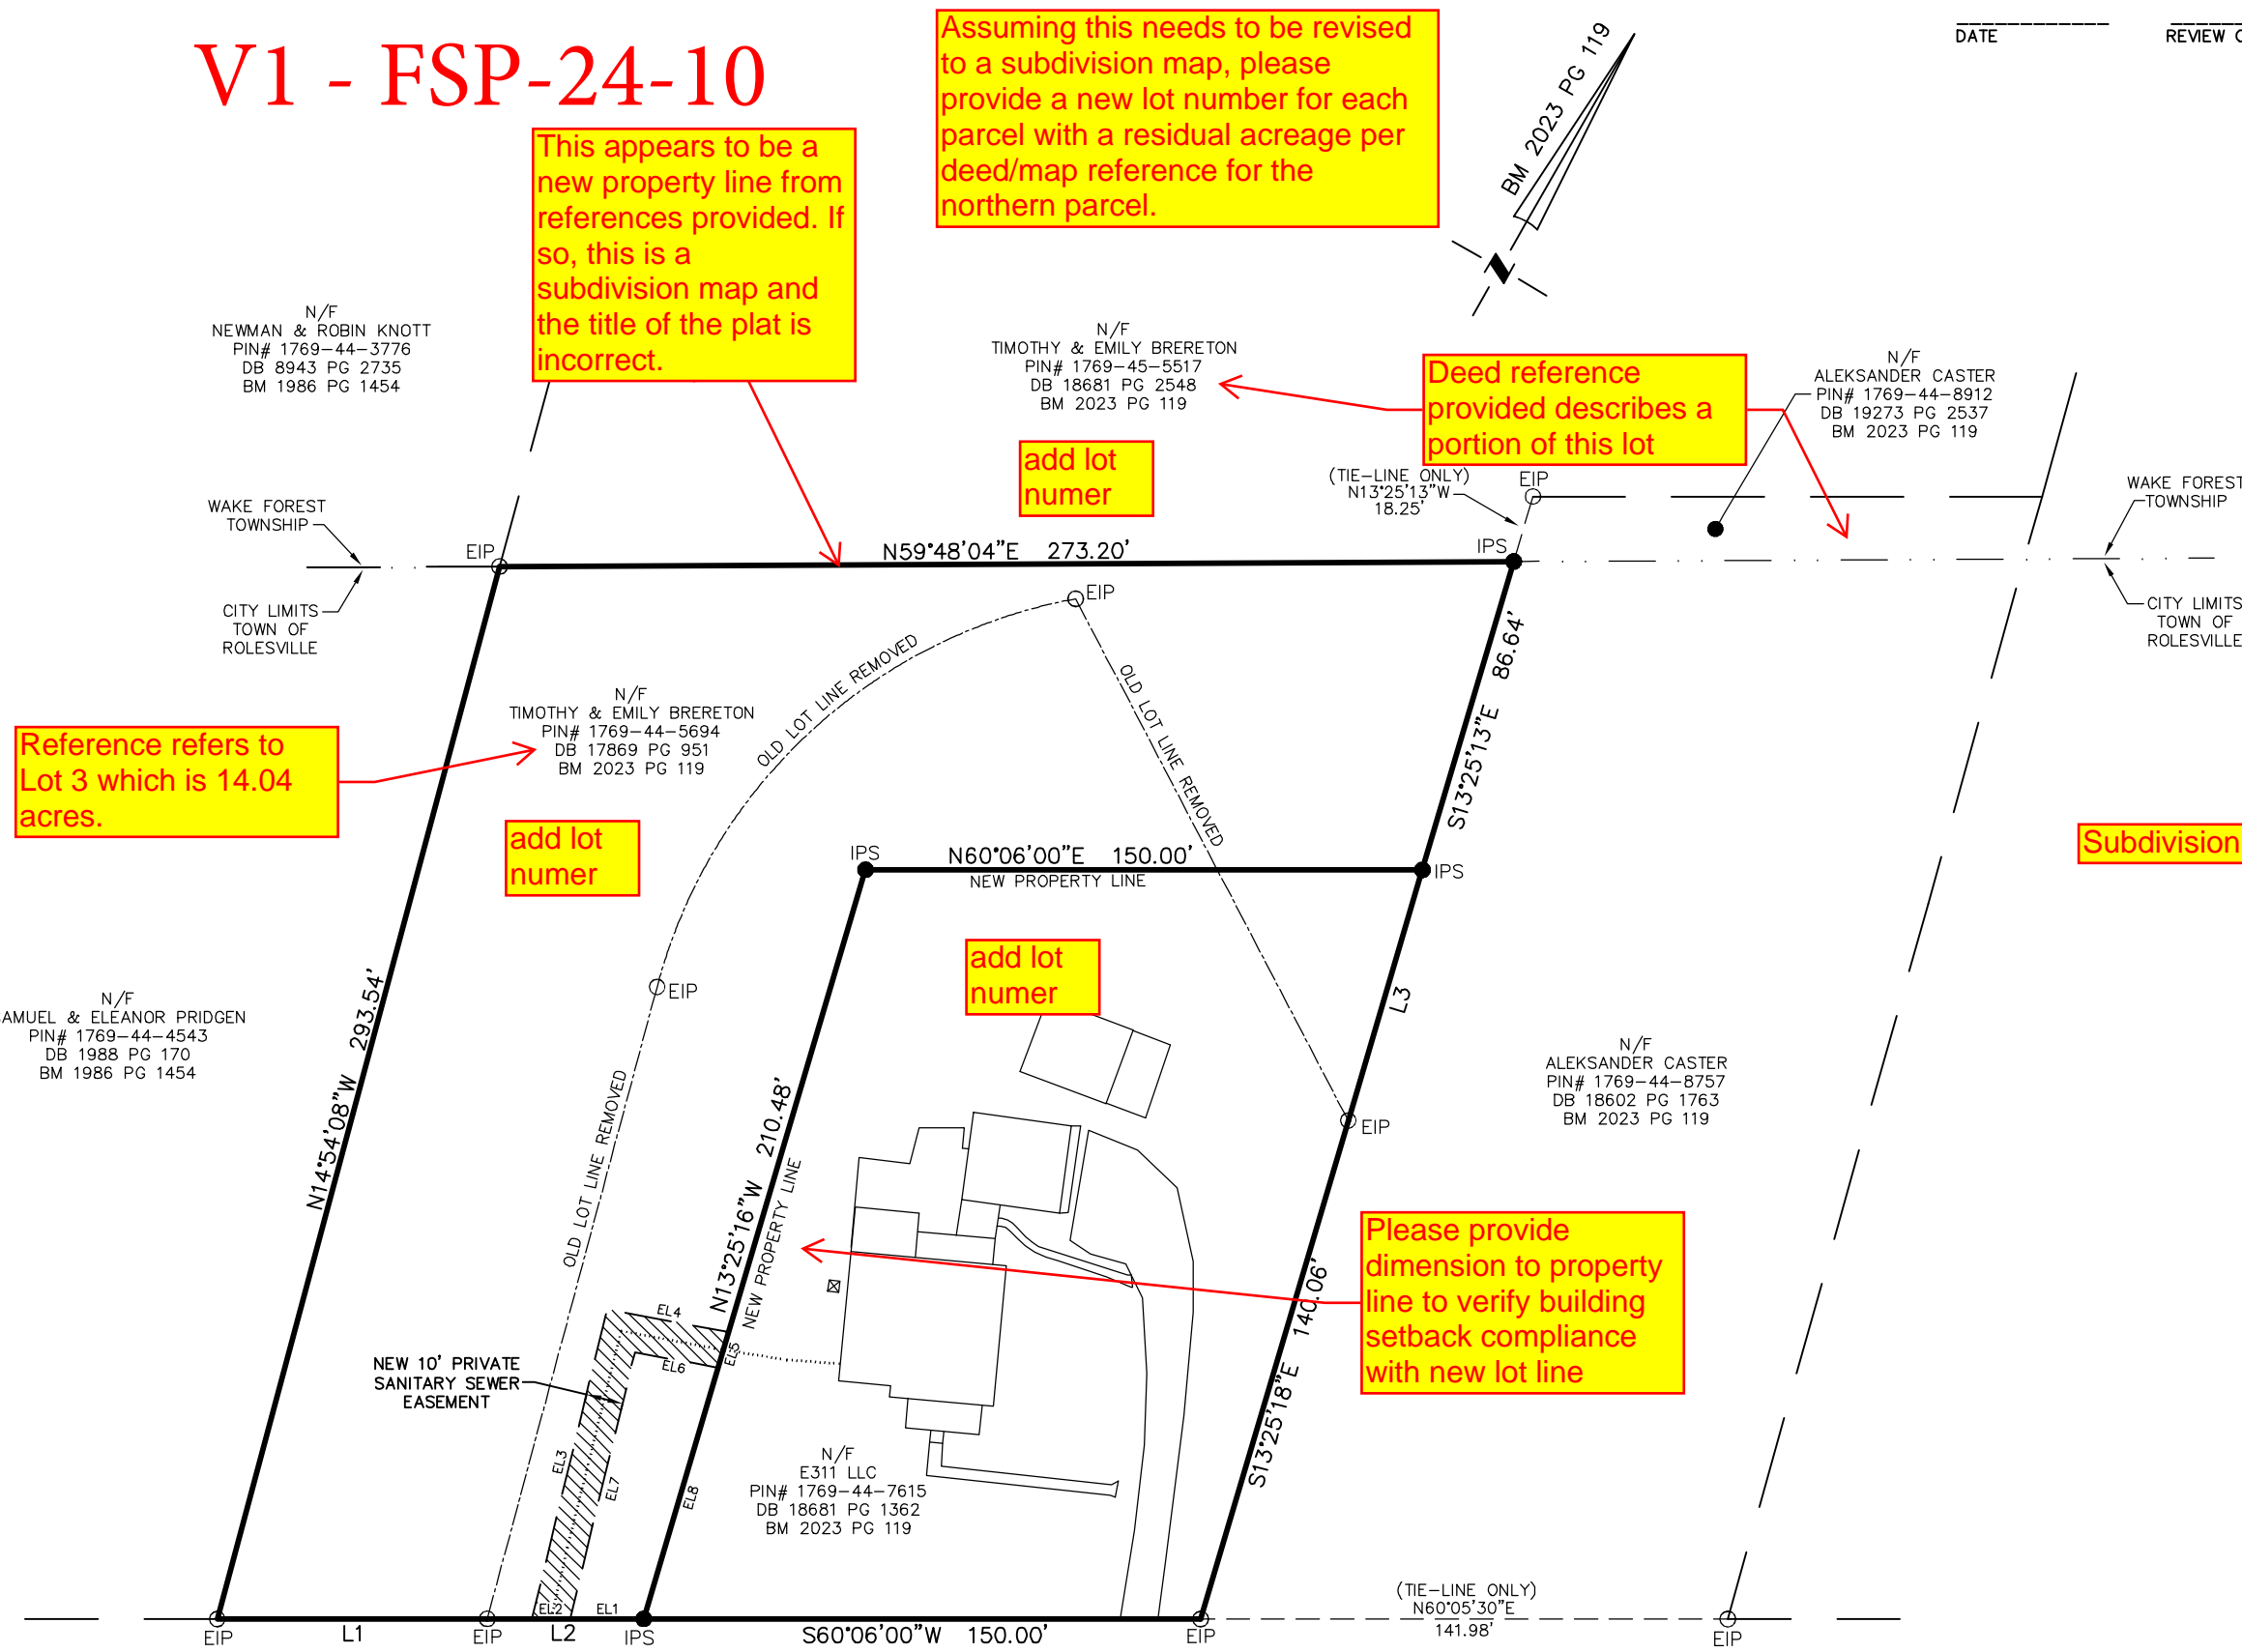 V1 - FSP-24-10
Assuming this needs to be revised
to a subdivision map, please
provide a new lot number for each
parcel with a residual acreage per
deed/map reference for the
northern parcel.
BM 2023 PG 119
N
DATE
REVIEW
This appears to be a
new property line from
references provided. If
so, this is a
subdivision map and
the title of the plat is
incorrect.
N/F
NEWMAN & ROBIN KNOTT
PIN# 1769-44-3776
DB 8943 PG 2735
BM 1986 PG 1454
N/F
TIMOTHY & EMILY BRERETON
PIN# 1769-45-5517
DB 18681 PG 2548
BM 2023 PG 119
Deed reference
provided describes a
portion of this lot
N/F
ALEKSANDER CASTER
PIN# 1769-44-8912
DB 19273 PG 2537
BM 2023 PG 119
add lot
numer
(TIE-LINE ONLY)
N13°25'13"W
18.25'
EIP
WAKE FOREST
TOWNSHIP
WAKE FOREST
TOWNSHIP
EIP
N59°48'04"E 273.20'
IPS
CITY LIMITS
TOWN OF
ROLESVILLE
EIP
CITY LIMITS
TOWN OF
ROLESVILLE
OLD LOT LINE REMOVED
OLD LOT LINE REMOVED
S13°25'13"E 86.64'
N/F
TIMOTHY & EMILY BRERETON
PIN# 1769-44-5694
DB 17869 PG 951
BM 2023 PG 119
Reference refers to
Lot 3 which is 14.04
acres.
add lot
numer
Subdivision
IPS
N60°06'00"E 150.00'
NEW PROPERTY LINE
IPS
add lot
numer
EIP
L3
N14°54'08"W 293.54'
N/F
SAMUEL & ELEANOR PRIDGEN
PIN# 1769-44-4543
DB 1988 PG 170
BM 1986 PG 1454
N/F
ALEKSANDER CASTER
PIN# 1769-44-8757
DB 18602 PG 1763
BM 2023 PG 119
OLD LOT LINE REMOVED
N13°25'16"W 210.48'
NEW PROPERTY LINE
EIP
Please provide
dimension to property
line to verify building
setback compliance
with new lot line
S13°25'18"E 140.06'
EL4
EL5
EL6
NEW 10' PRIVATE
SANITARY SEWER
EASEMENT
EL3
EL7
EL8
N/F
E311 LLC
PIN# 1769-44-7615
DB 18681 PG 1362
BM 2023 PG 119
(TIE-LINE ONLY)
N60°05'30"E
141.98'
EL2
EL1
EIP
L1
EIP
L2
IPS
S60°06'00"W 150.00'
EIP
EIP